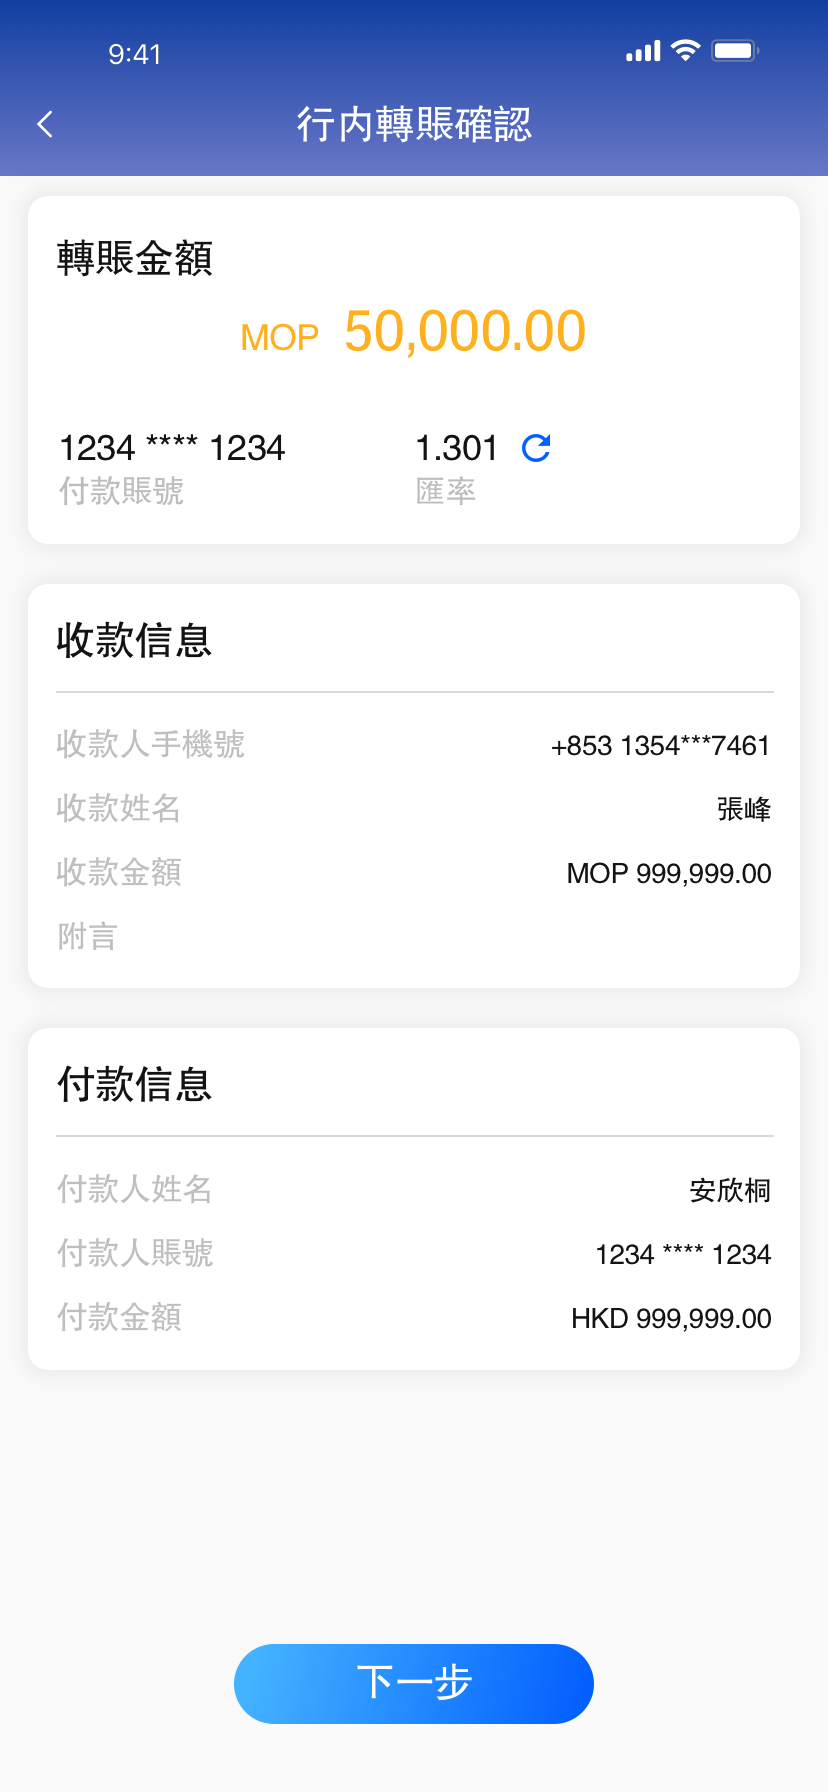 9:41
行内轉賬確認
轉賬金額
MOP 50,000.00
1234 **** 1234 1.301
付款賬號 匯率
收款信息
收款人手機號 +853 1354***7461
收款姓名 張峰
收款金額 MOP 999,999.00
附言
付款信息
付款人姓名 安欣桐
付款人賬號 1234 **** 1234
付款金額 HKD 999,999.00
下一步